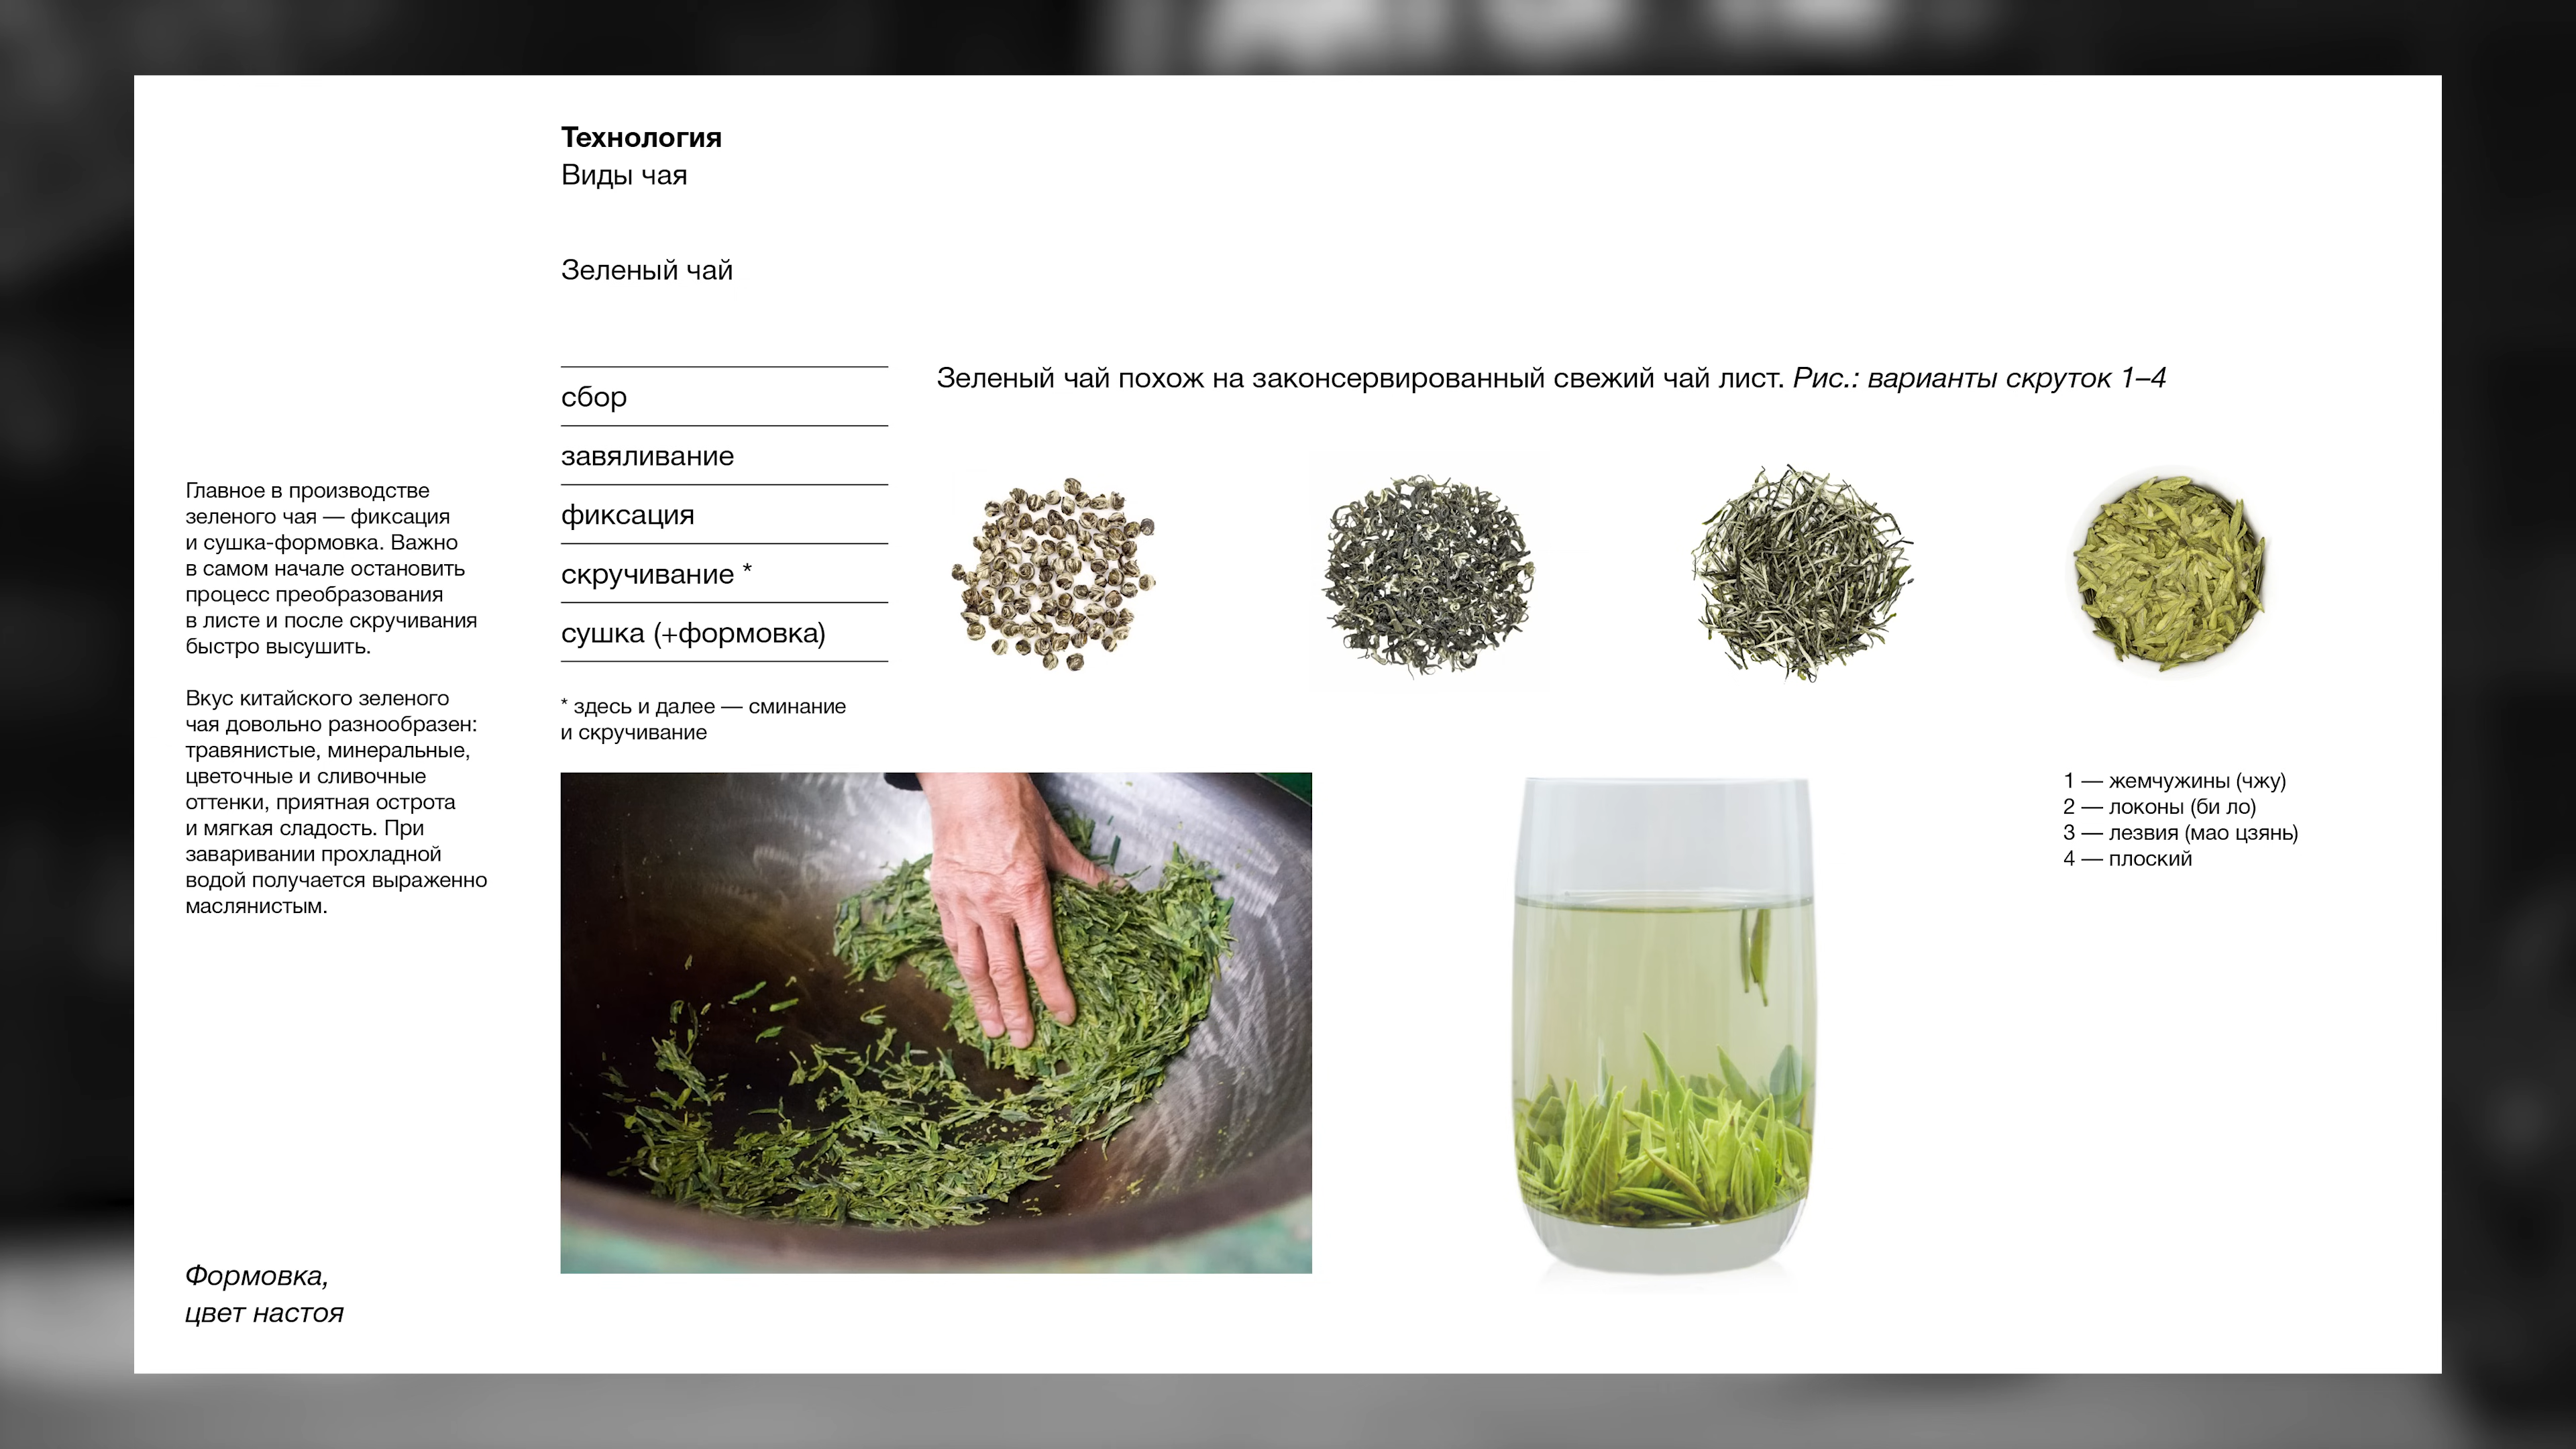 Технология
Виды чая
Зеленый чай
Главное в производстве
зеленого чая — фиксация
и сушка-формовка. Важно
в самом начале остановить
процесс преобразования
в листе и после скручивания
быстро высушить.
Вкус китайского зеленого
чая довольно разнообразен:
травянистые, минеральные,
цветочные и сливочные
оттенки, приятная острота
и мягкая сладость. При
заваривании прохладной
водой получается выраженно
маслянистым.
Формовка,
цвет настоя
сбор
завяливание
фиксация
скручивание *
сушка (+формовка)
* здесь и далее — сминание
и скручивание
Зеленый чай похож на законсервированный свежий чай лист. Рис.: варианты скруток 1–4
1 — жемчужины (чжу)
2 — локоны (би ло)
3 — лезвия (мао цзянь)
4 — плоский